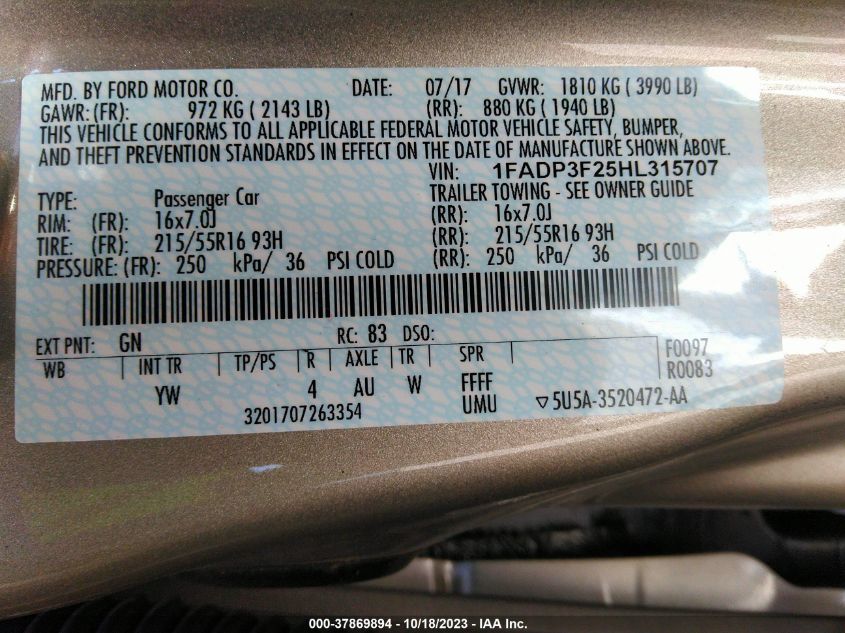 MFD. BY FORD MOTOR CO. DATE: 07/17 GVWR: 1810 KG ( 3990 LB)
GAWR: (FR): 972 KG ( 2143 LB) (RR): 880 KG ( 1940 LB)
THIS VEHICLE CONFORMS TO ALL APPLICABLE FEDERAL MOTOR VEHICLE SAFETY, BUMPER,
AND THEFT PREVENTION STANDARDS IN EFFECT ON THE DATE OF MANUFACTURE SHOWN ABOVE.
VIN: 1FADP3F25HL315707
TYPE: Passenger Car TRAILER TOWING - SEE OWNER GUIDE
RIM: (FR): 16x7.0J (RR): 16x7.0J
TIRE: (FR): 215/55R16 93H (RR): 215/55R16 93H
PRESSURE: (FR): 250 kPa/ 36 PSI COLD (RR): 250 kPa/ 36 PSI COLD
EXT PNT: GN RC: 83 DSO: F0097
WB INT TR TP/PS R AXLE TR SPR R0083
YW 4 AU W FFFF
3201707263354 UMU ▽5U5A-3520472-AA
000-37869894 - 10/18/2023 - IAA Inc.